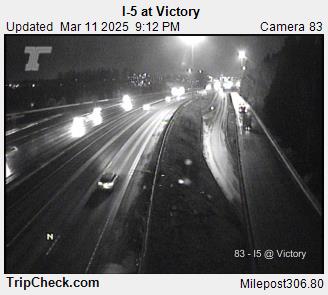 I-5 at Victory
Updated Mar 11 2025 9:12 PM Camera 83
T
N
83 - I5 @ Victory
TripCheck.com Milepost306.80